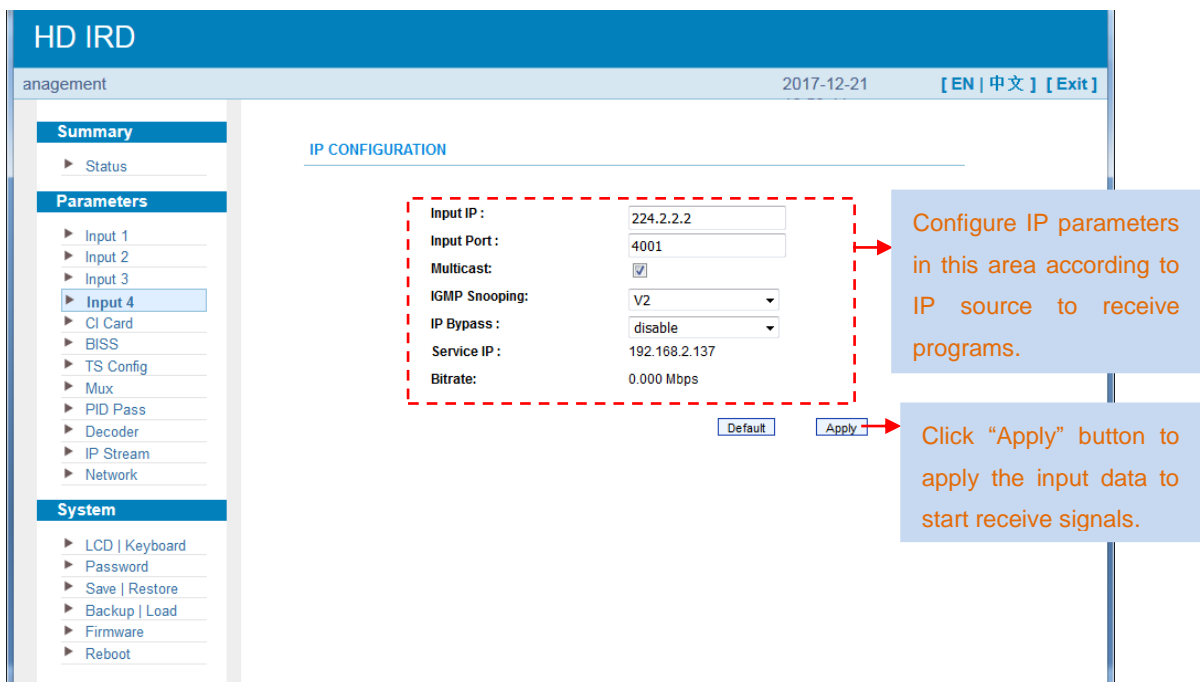 HD IRD
anagement
2017-12-21
[ EN | 中文 ] [ Exit ]
Summary
Status
Parameters
Input 1
Input 2
Input 3
Input 4
CI Card
BISS
TS Config
Mux
PID Pass
Decoder
IP Stream
Network
System
LCD | Keyboard
Password
Save | Restore
Backup | Load
Firmware
Reboot
IP CONFIGURATION
Input IP : 224.2.2.2
Input Port : 4001
Multicast:
IGMP Snooping: V2
IP Bypass : disable
Service IP : 192.168.2.137
Bitrate: 0.000 Mbps
Default Apply
Configure IP parameters
in this area according to
IP source to receive
programs.
Click “Apply” button to
apply the input data to
start receive signals.